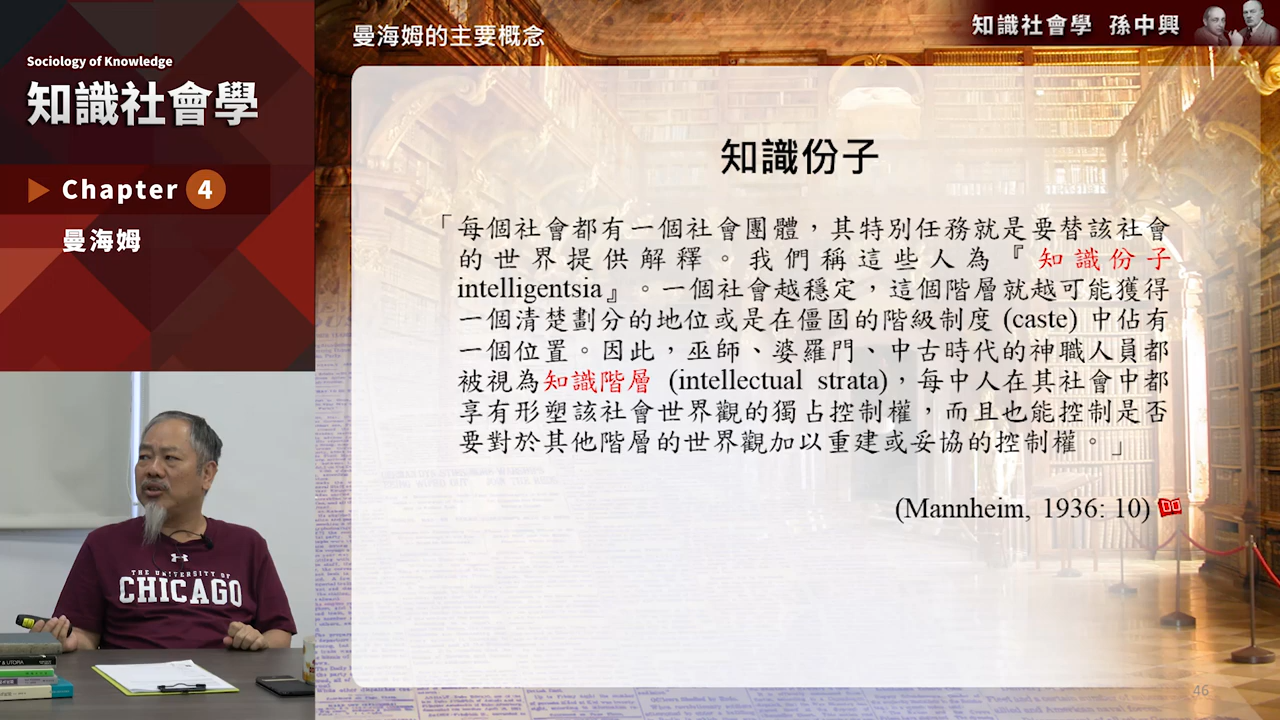 Sociology of Knowledge
知識社會學
Chapter 4
曼海姆
曼海姆的主要概念
知識社會學 孫中興
知識份子
「每個社會都有一個社會團體，其特別任務就是要替該社會
的世界提供解釋。我們稱這些人為『知識份子
intelligentsia』。一個社會越穩定，這個階層就越可能獲得
一個清楚劃分的地位或是在僵固的階級制度 (caste) 中佔有
一個位置。因此，巫師、婆羅門、中古時代的神職人員都
被視為知識階層 (intellectual strata)，每中人在其社會中都
享有形塑該社會世界觀的獨占控制權，而且也能控制是否
要對於其他階層的世界觀加以重建或妥協的控制權。」
(Mannheim, 1936: 10)
46
THE UNIVERSITY OF
CHICAGO